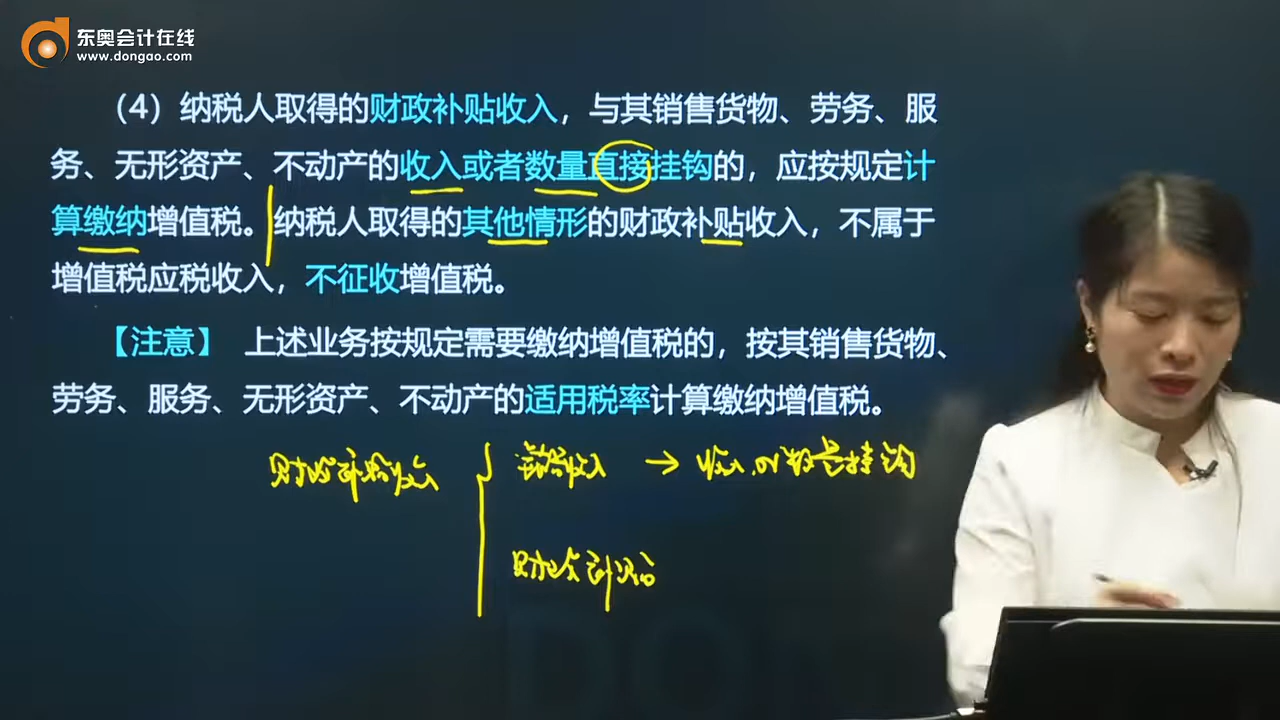 东奥会计在线
www.dongao.com
（4）纳税人取得的财政补贴收入，与其销售货物、劳务、服
务、无形资产、不动产的收入或者数量直接挂钩的，应按规定计
算缴纳增值税。纳税人取得的其他情形的财政补贴收入，不属于
增值税应税收入，不征收增值税。
【注意】 上述业务按规定需要缴纳增值税的，按其销售货物、
劳务、服务、无形资产、不动产的适用税率计算缴纳增值税。
财政补贴收入 销售收入 → 收入 or 数量挂钩
财政补贴